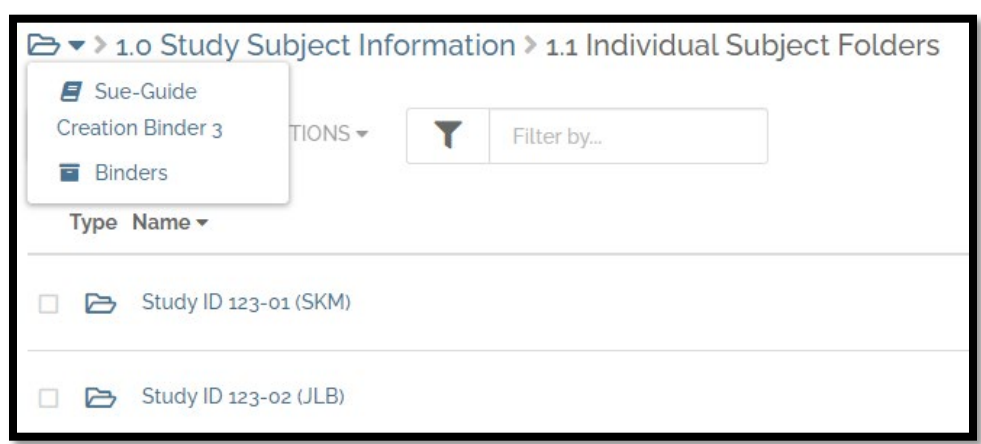 > 1.0 Study Subject Information > 1.1 Individual Subject Folders
Sue-Guide
Creation Binder 3
TIONS
Filter by...
Binders
Type Name
Study ID 123-01 (SKM)
Study ID 123-02 (JLB)